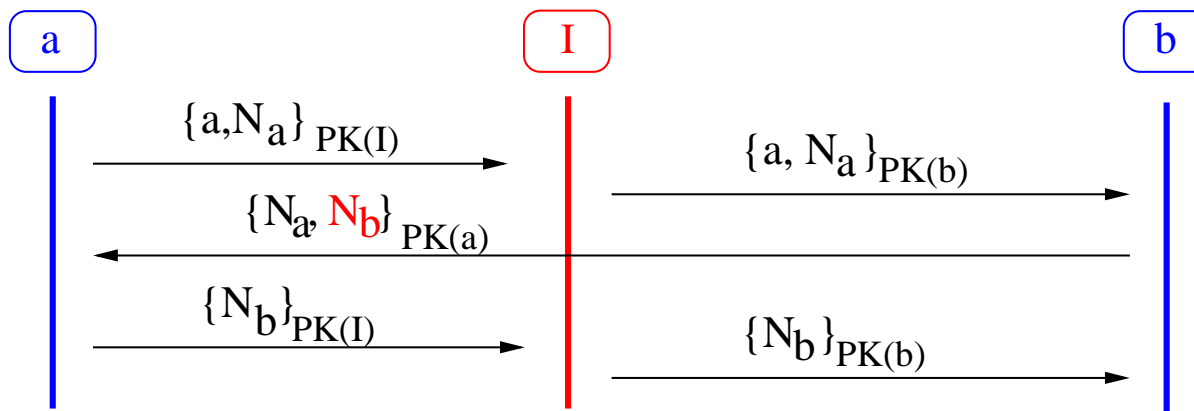 a
I
b
{a,Na} PK(I)
{a, Na}PK(b)
{Na, Nb} PK(a)
{Nb}PK(I)
{Nb}PK(b)